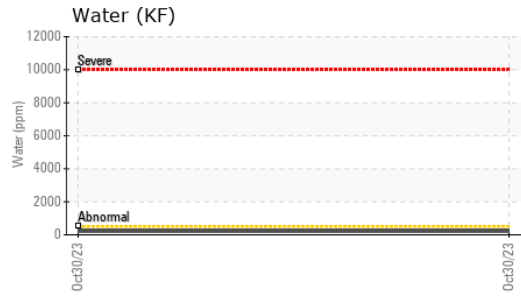 Water (KF)
12000
Severe
10000
8000
6000
4000
2000
Abnormal
0
Water (ppm)
Oct30/23
Oct30/23